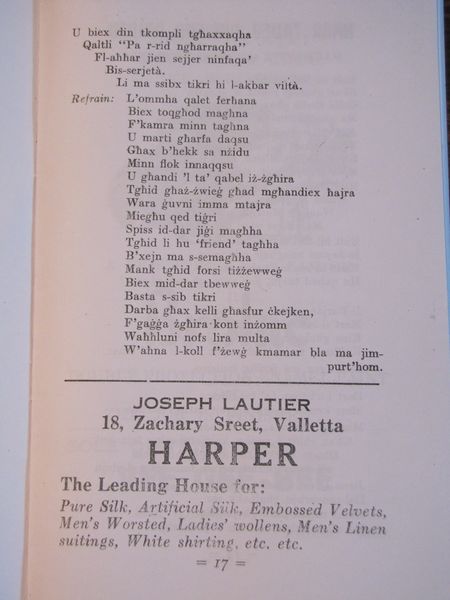 U biex din tkompli tgħaxxaqha
Qaltli "Pa r-rid ngħarraqha"
Fl-ahħar jien sejjer ninfaqa'
Bis-serjetà.
Li ma ssibx tikri hi l-akbar viltà.
Refrain: L'ommha qalet ferħana
Biex toqgħod magħna
F'kamra minn tagħna
U marti għarfa daqsu
Għax b'hekk sa nżidu
Minn flok innaqqsu
U għandi 'l ta' qabel iż-żgħira
Tgħid għaż-żwieġ għad mgħandiex ħajra
Wara ġuvni imma mtajra
Miegħu qed tiġri
Spiss id-dar jiġi magħha
Tgħid li hu 'friend' tagħha
B'xejn ma s-semagħha
Mank tgħid forsi tiżżewweġ
Biex mid-dar tbewweġ
Basta s-sib tikri
Darba għax kelli għasfur ċkejken,
F'gaġġa żgħira kont inżomm
Waħħluni nofs lira multa
W'aħna l-koll f'żewġ kmamar bla ma jim-
purt'hom.
JOSEPH LAUTIER
18, Zachary Sreet, Valletta
HARPER
The Leading House for:
Pure Silk, Artificial Silk, Embossed Velvets,
Men's Worsted, Ladies' wollens, Men's Linen
suitings, White shirting, etc. etc.
= 17 =